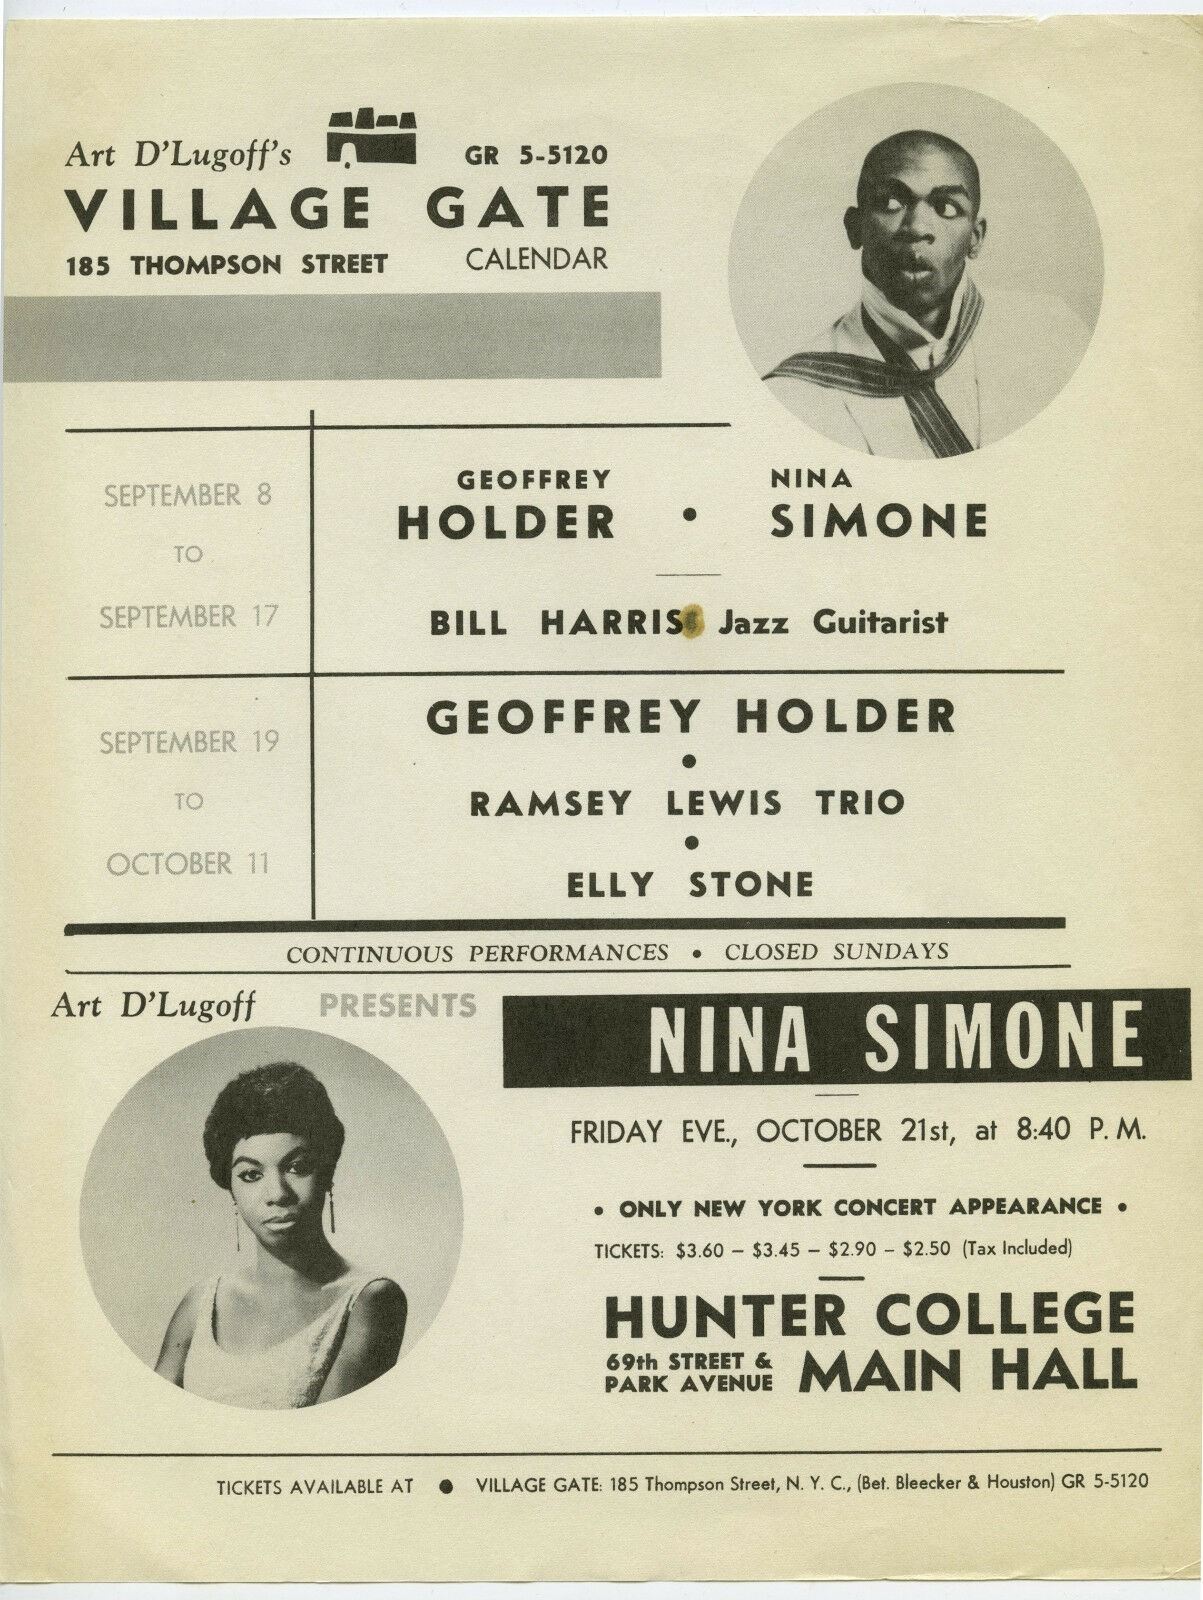 Art D'Lugoff's
GR 5-5120
VILLAGE GATE
185 THOMPSON STREET
CALENDAR
SEPTEMBER 8
TO
SEPTEMBER 17
GEOFFREY
HOLDER
•
NINA
SIMONE
BILL HARRIS Jazz Guitarist
SEPTEMBER 19
TO
OCTOBER 11
GEOFFREY HOLDER
•
RAMSEY LEWIS TRIO
•
ELLY STONE
CONTINUOUS PERFORMANCES • CLOSED SUNDAYS
Art D'Lugoff PRESENTS
NINA SIMONE
FRIDAY EVE., OCTOBER 21st, at 8:40 P. M.
• ONLY NEW YORK CONCERT APPEARANCE •
TICKETS: $3.60 – $3.45 – $2.90 – $2.50 (Tax Included)
HUNTER COLLEGE
69th STREET &
PARK AVENUE
MAIN HALL
TICKETS AVAILABLE AT ● VILLAGE GATE: 185 Thompson Street, N. Y. C., (Bet. Bleecker & Houston) GR 5-5120